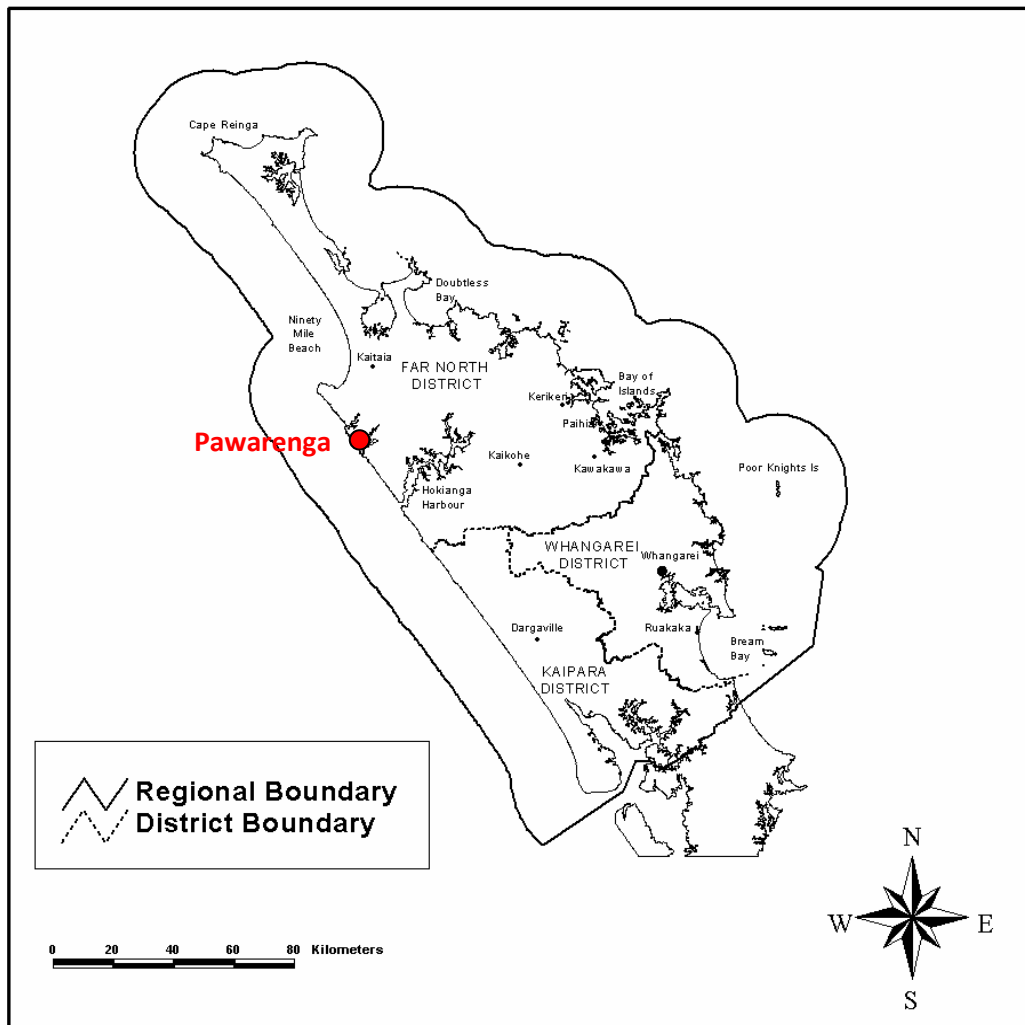 Cape Reinga
Doubtless
Bay
Ninety
Mile
Beach
Kaitaia
FAR NORTH
DISTRICT
Bay of
Islands
Kerikeri
Paihia
Pawarenga
Kaikohe
Kawakawa
Poor Knights Is
Hokianga
Harbour
WHANGAREI
DISTRICT
Whangarei
Dargaville
Ruakaka
Bream
Bay
KAIPARA
DISTRICT
Regional Boundary
District Boundary
N
W
E
S
0 20 40 60 80 Kilometers